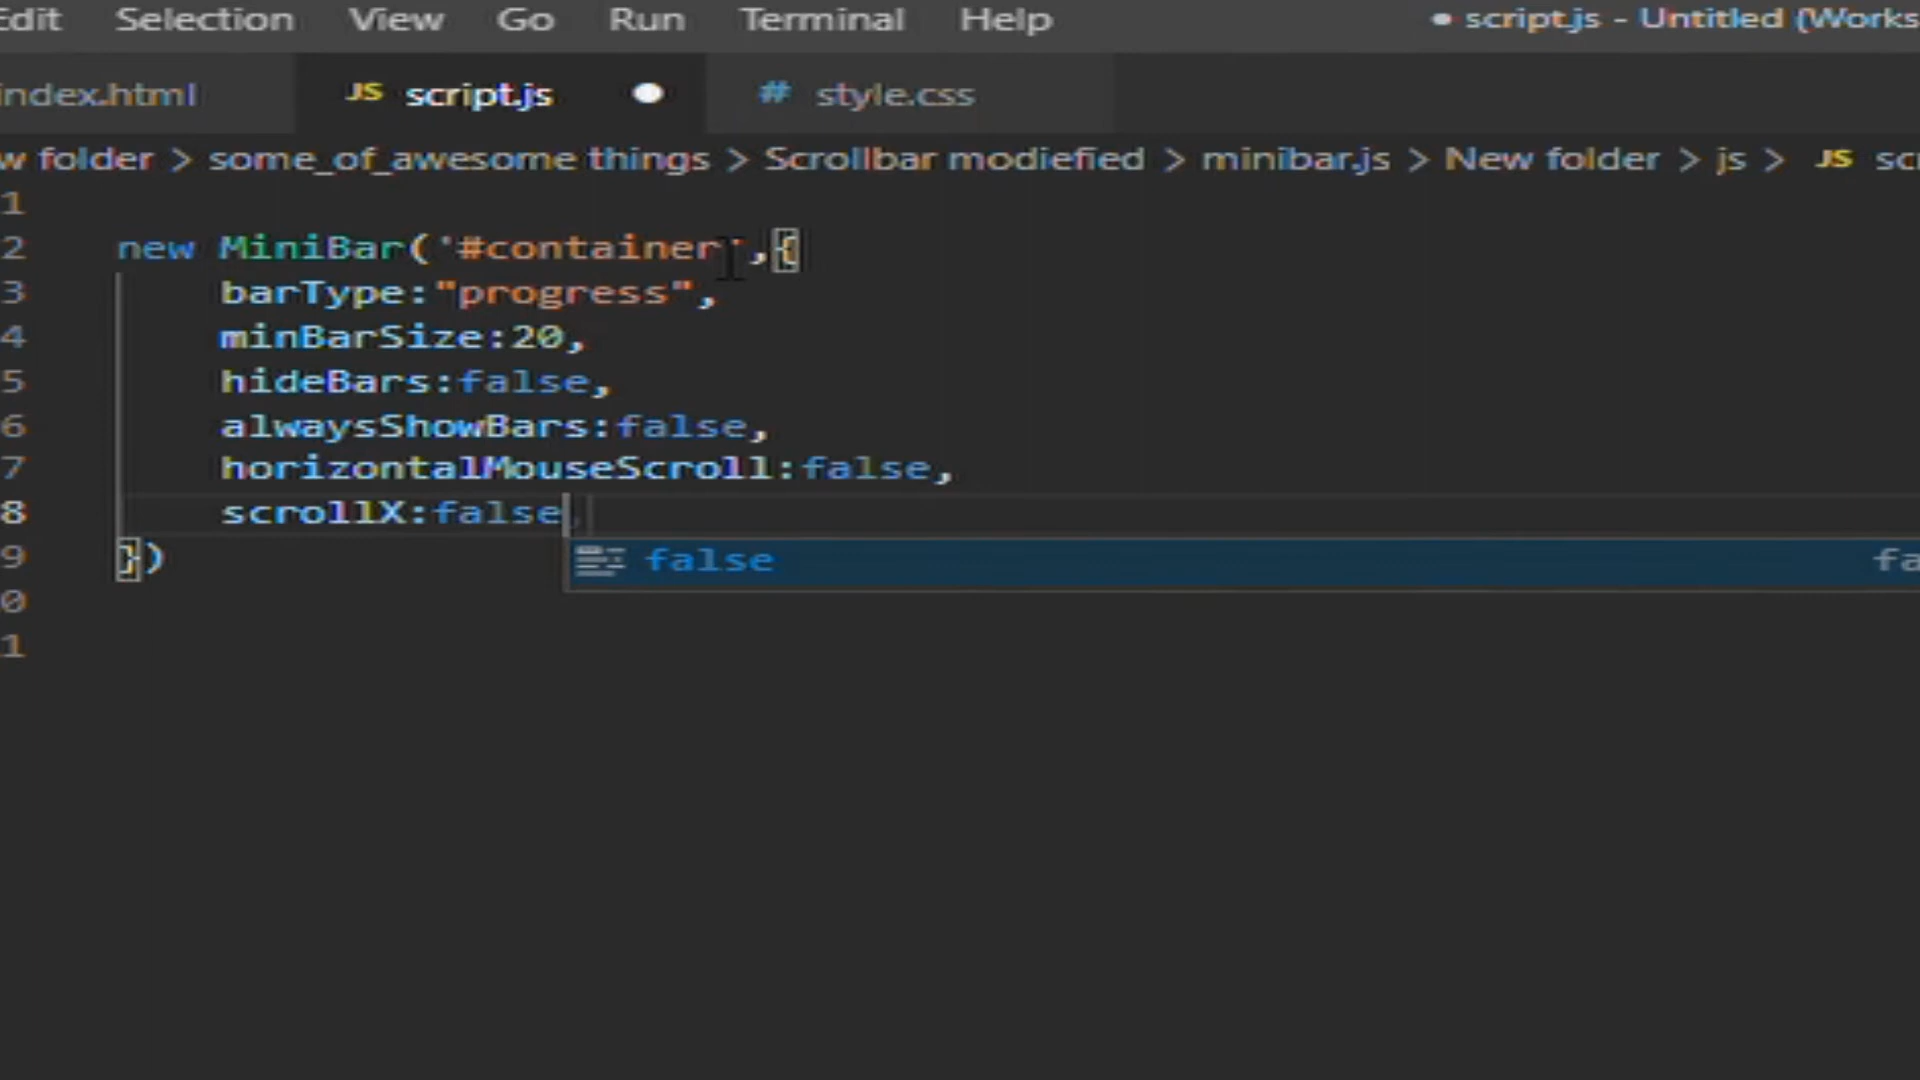 Edit Selection View Go Run Terminal Help ● script.js - Untitled (Works
index.html JS script.js ● # style.css
w folder > some_of_awesome things > Scrollbar modiefied > minibar.js > New folder > js > JS scr
1
2 new MiniBar('#container',{
3 barType:"progress",
4 minBarSize:20,
5 hideBars:false,
6 alwaysShowBars:false,
7 horizontalMouseScroll:false,
8 scrollX:false,
9 })
false fa
0
1